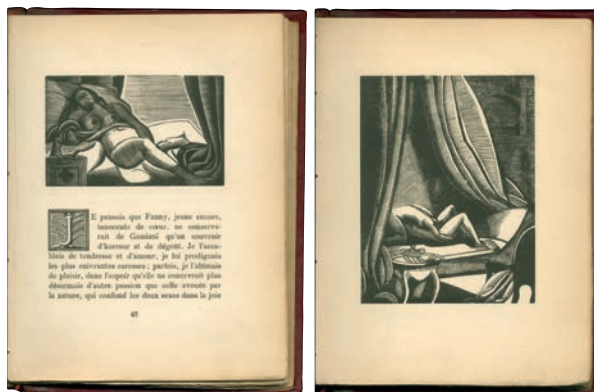 JE pensais que Fanny, jeune encore,
innocente de cœur, ne conserve-
rait de Gamiani qu'un souvenir
d'horreur et de dégoût. Je l'acca-
blais de tendresse et d'amour, je lui prodiguais
les plus enivrantes caresses ; parfois, je l'abîmais
de plaisir, dans l'espoir qu'elle ne concevrait plus
désormais d'autre passion que celle avouée par
la nature, qui confond les deux sexes dans la joie
67